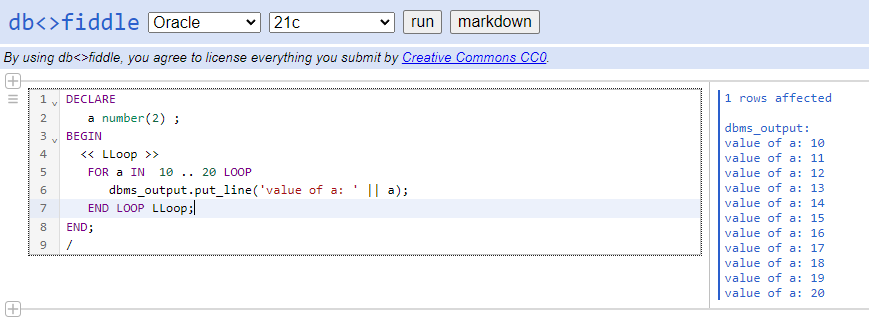 db<>fiddle Oracle 21c run markdown
By using db<>fiddle, you agree to license everything you submit by Creative Commons CC0.
1 DECLARE
2 a number(2) ;
3 BEGIN
4 << LLoop >>
5 FOR a IN  10 .. 20 LOOP
6 dbms_output.put_line('value of a: ' || a);
7 END LOOP LLoop;
8 END;
9 /
1 rows affected
dbms_output:
value of a: 10
value of a: 11
value of a: 12
value of a: 13
value of a: 14
value of a: 15
value of a: 16
value of a: 17
value of a: 18
value of a: 19
value of a: 20